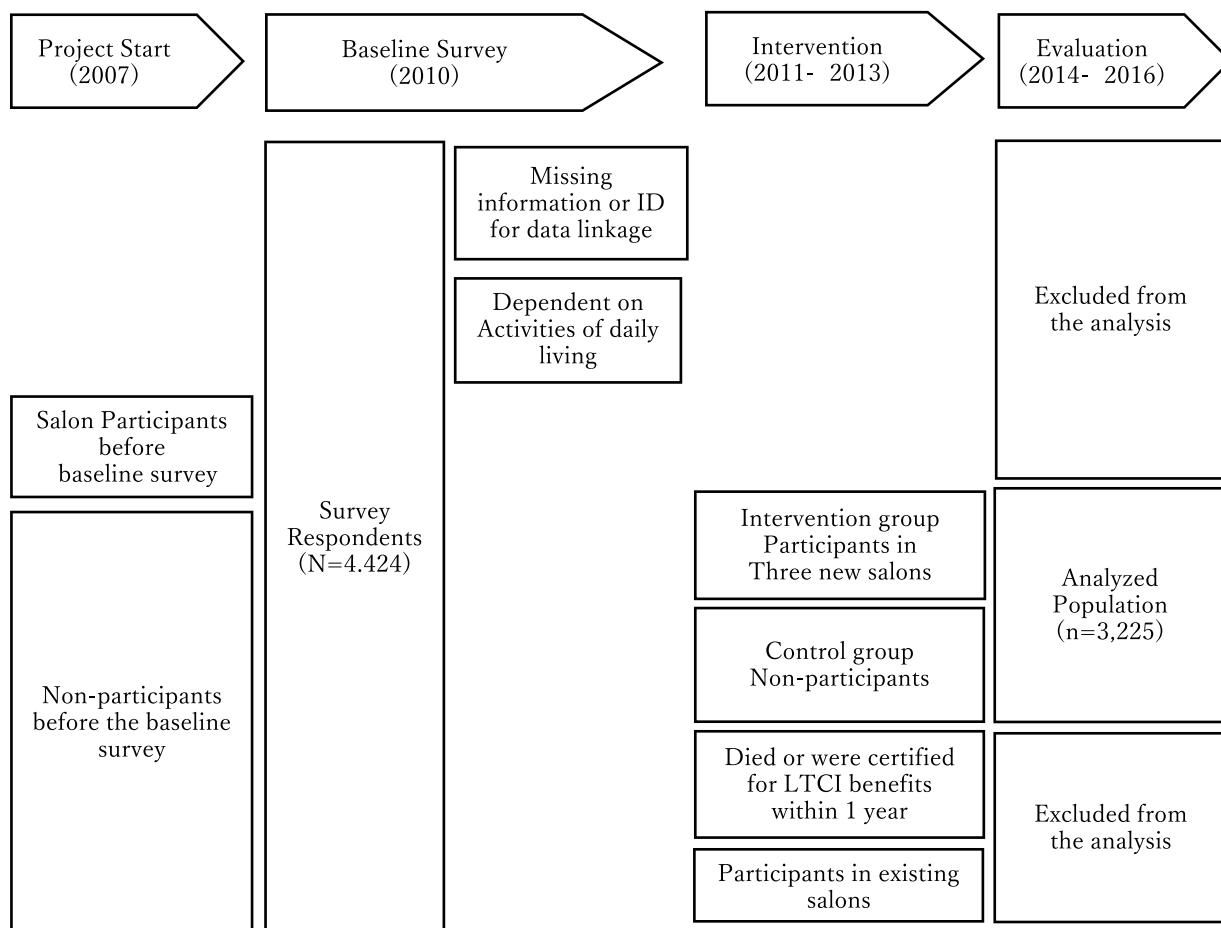 Project Start
(2007)
Baseline Survey
(2010)
Intervention
(2011- 2013)
Evaluation
(2014- 2016)
Missing
information or ID
for data linkage
Dependent on
Activities of daily
living
Excluded from
the analysis
Salon Participants
before
baseline survey
Survey
Respondents
(N=4.424)
Non-participants
before the baseline
survey
Intervention group
Participants in
Three new salons
Control group
Non-participants
Analyzed
Population
(n=3,225)
Died or were certified
for LTCI benefits
within 1 year
Participants in existing
salons
Excluded from
the analysis